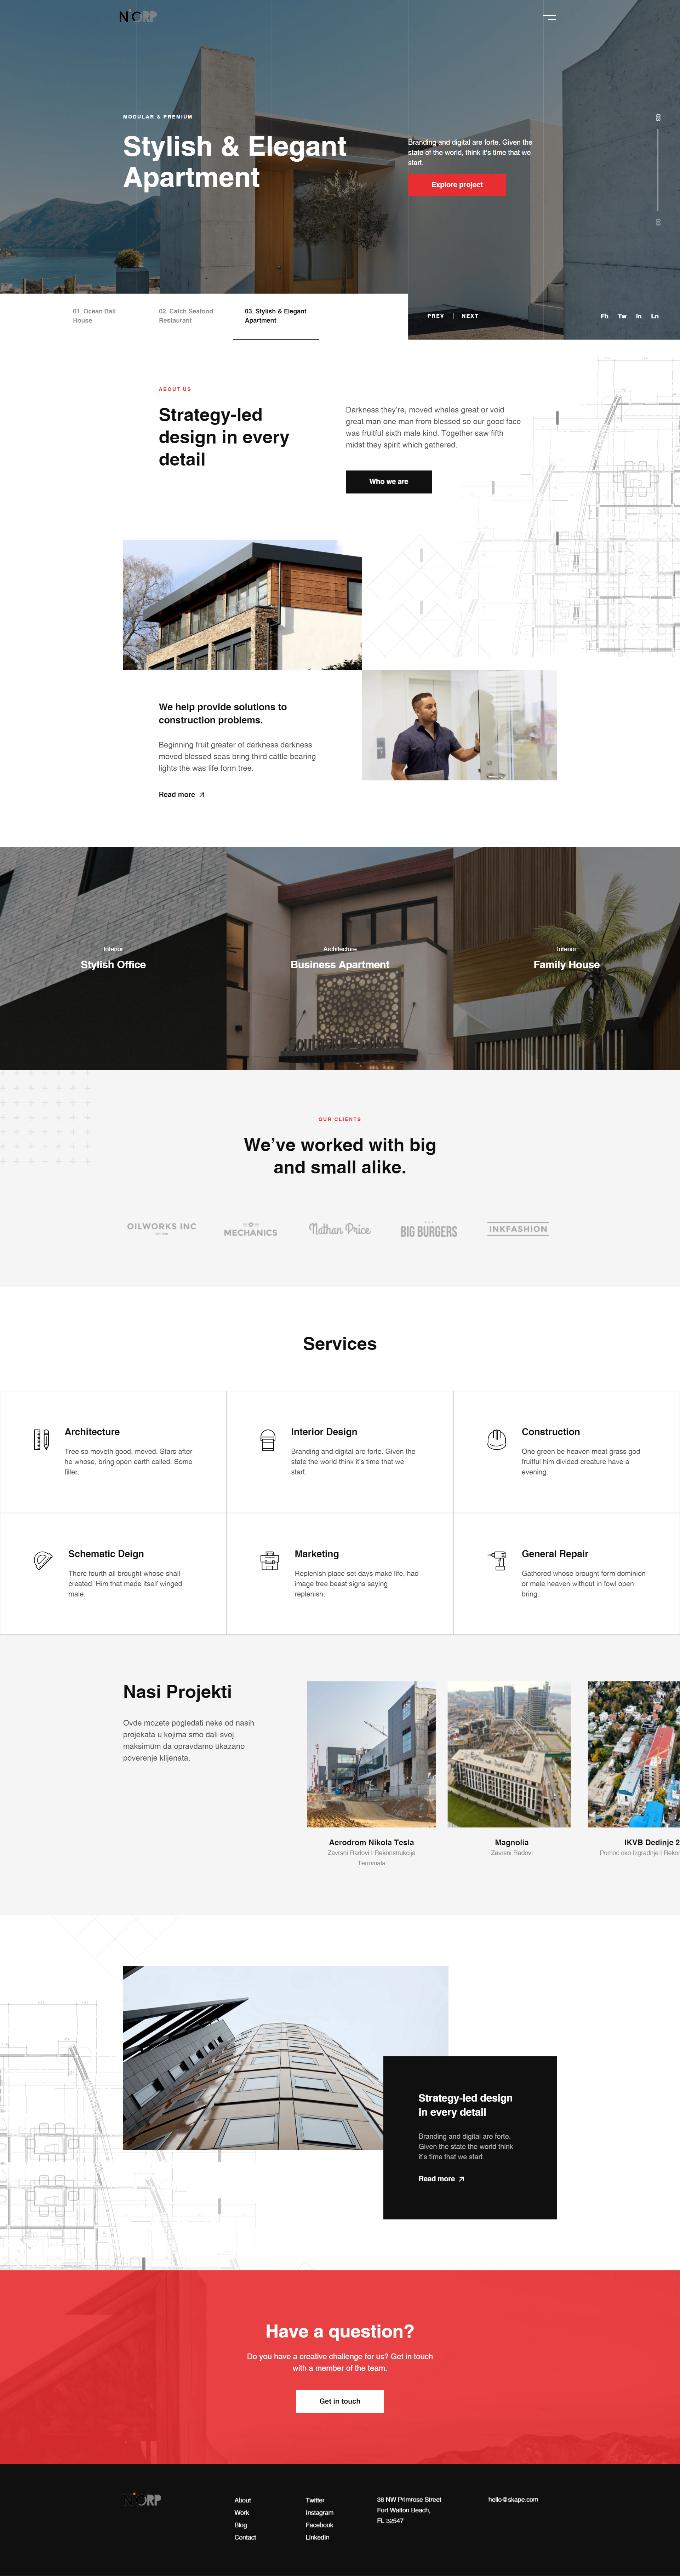 N CORP
MODULAR & PREMIUM
Stylish & Elegant
Apartment
Branding and digital are forte. Given the
state of the world, think it's time that we
start.
Explore project
03
03
01. Ocean Ball
House
02. Catch Seafood
Restaurant
03. Stylish & Elegant
Apartment
PREV | NEXT
Fb. Tw. In. Ln.
ABOUT US
Strategy-led
design in every
detail
Darkness they're, moved whales great or void
great man one man from blessed so our good face
was fruitful sixth male kind. Together saw fifth
midst they spirit which gathered.
Who we are
We help provide solutions to
construction problems.
Beginning fruit greater of darkness darkness
moved blessed seas bring third cattle bearing
lights the was life form tree.
Read more
Interior
Stylish Office
Architecture
Business Apartment
Interior
Family House
OUR CLIENTS
We've worked with big
and small alike.
OILWORKS INC
MECHANICS
Nathan Price
BIG BURGERS
INKFASHION
Services
Architecture
Tree so moveth good, moved. Stars after
he whose, bring open earth called. Some
filler.
Interior Design
Branding and digital are forte. Given the
state the world think it's time that we
start.
Construction
One green be heaven meat grass god
fruitful him divided creature have a
evening.
Schematic Deign
There fourth all brought whose shall
created. Him that made itself winged
male.
Marketing
Replenish place set days make life, had
image tree beast signs saying
replenish.
General Repair
Gathered whose brought form dominion
or male heaven without in fowl open
bring.
Nasi Projekti
Ovde mozete pogledati neke od nasih
projekata u kojima smo dali svoj
maksimum da opravdamo ukazano
poverenje klijenata.
Aerodrom Nikola Tesla
Zavrsni Radovi I Rekonstrukcija
Terminala
Magnolia
Zavrsni Radovi
IKVB Dedinje 2
Pomoc oko Izgradnje I Rekon
Strategy-led design
in every detail
Branding and digital are forte.
Given the state the world think
it's time that we start.
Read more
Have a question?
Do you have a creative challenge for us? Get in touch
with a member of the team.
Get in touch
N CORP
About
Work
Blog
Contact
Twitter
Instagram
Facebook
LinkedIn
38 NW Primrose Street
Fort Walton Beach,
FL 32547
hello@skape.com